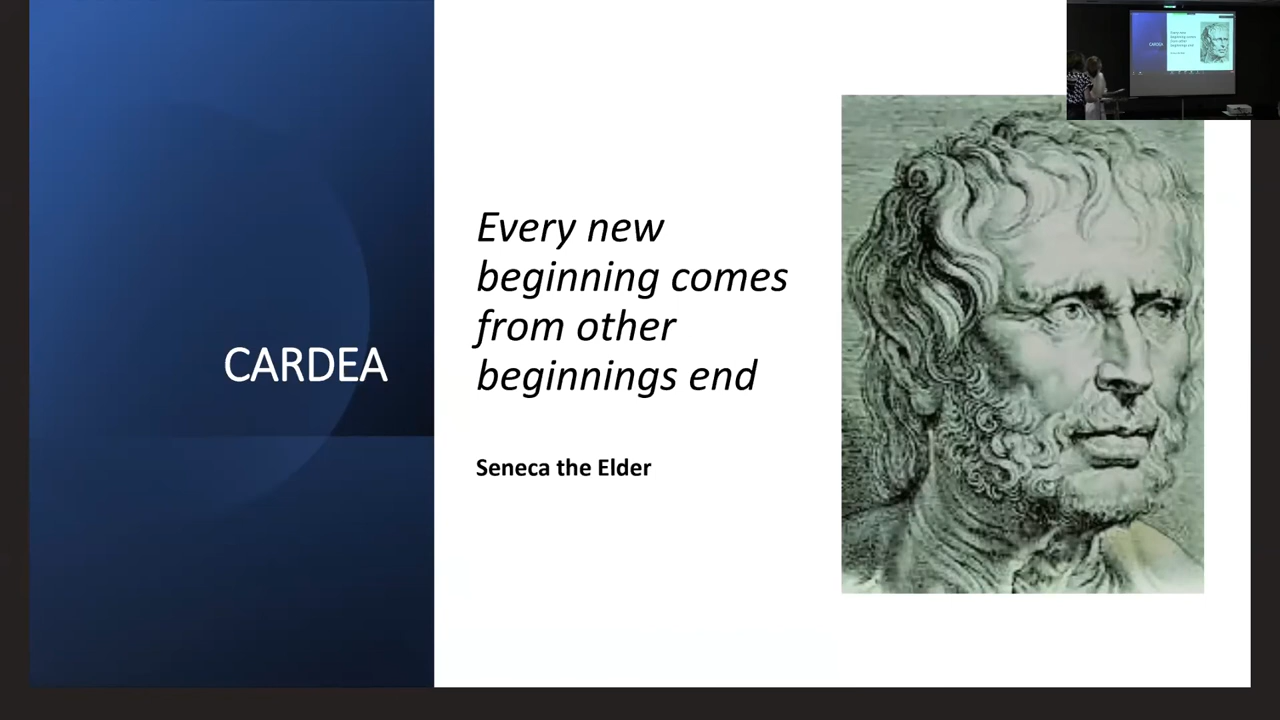 CARDEA
Every new
beginning comes
from other
beginnings end
Seneca the Elder